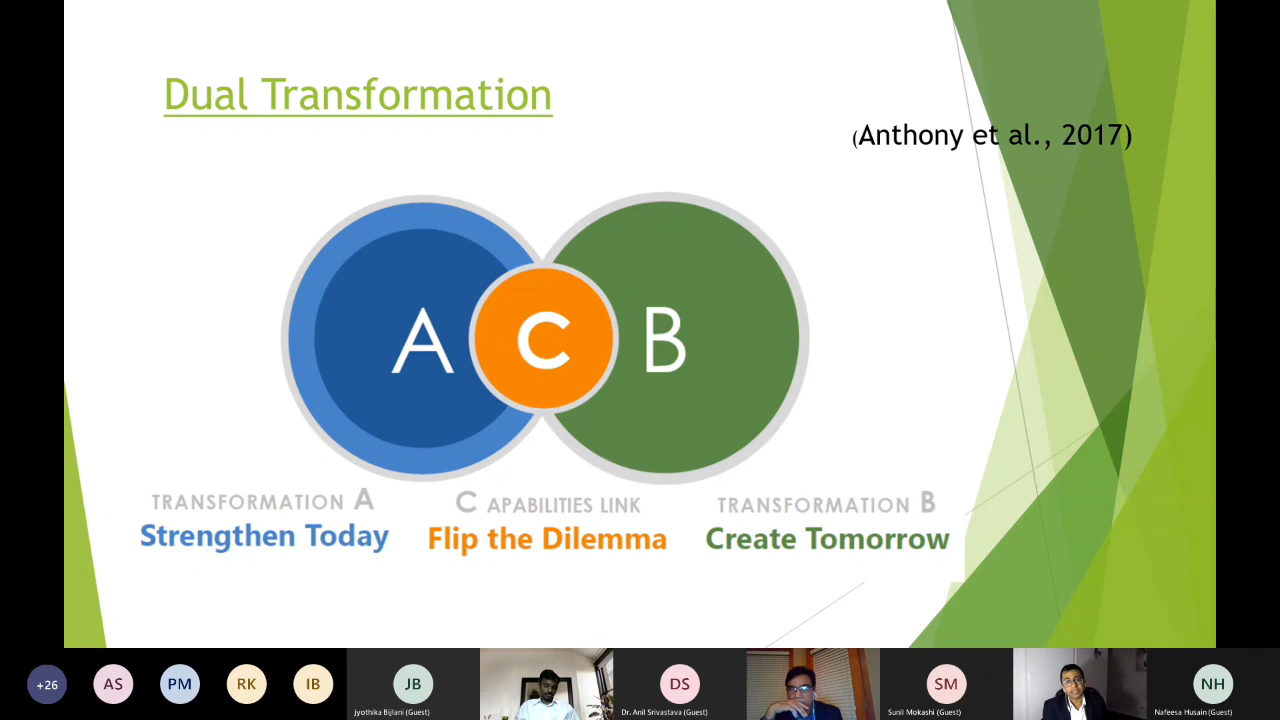 Dual Transformation
(Anthony et al., 2017)
A
C
B
TRANSFORMATION A
Strengthen Today
C APABILITIES LINK
Flip the Dilemma
TRANSFORMATION B
Create Tomorrow
+26
AS
PM
RK
IB
JB
jyothika Bijlani (Guest)
DS
Dr. Anil Srivastava (Guest)
SM
Sunil Mokashi (Guest)
NH
Nafeesa Husain (Guest)